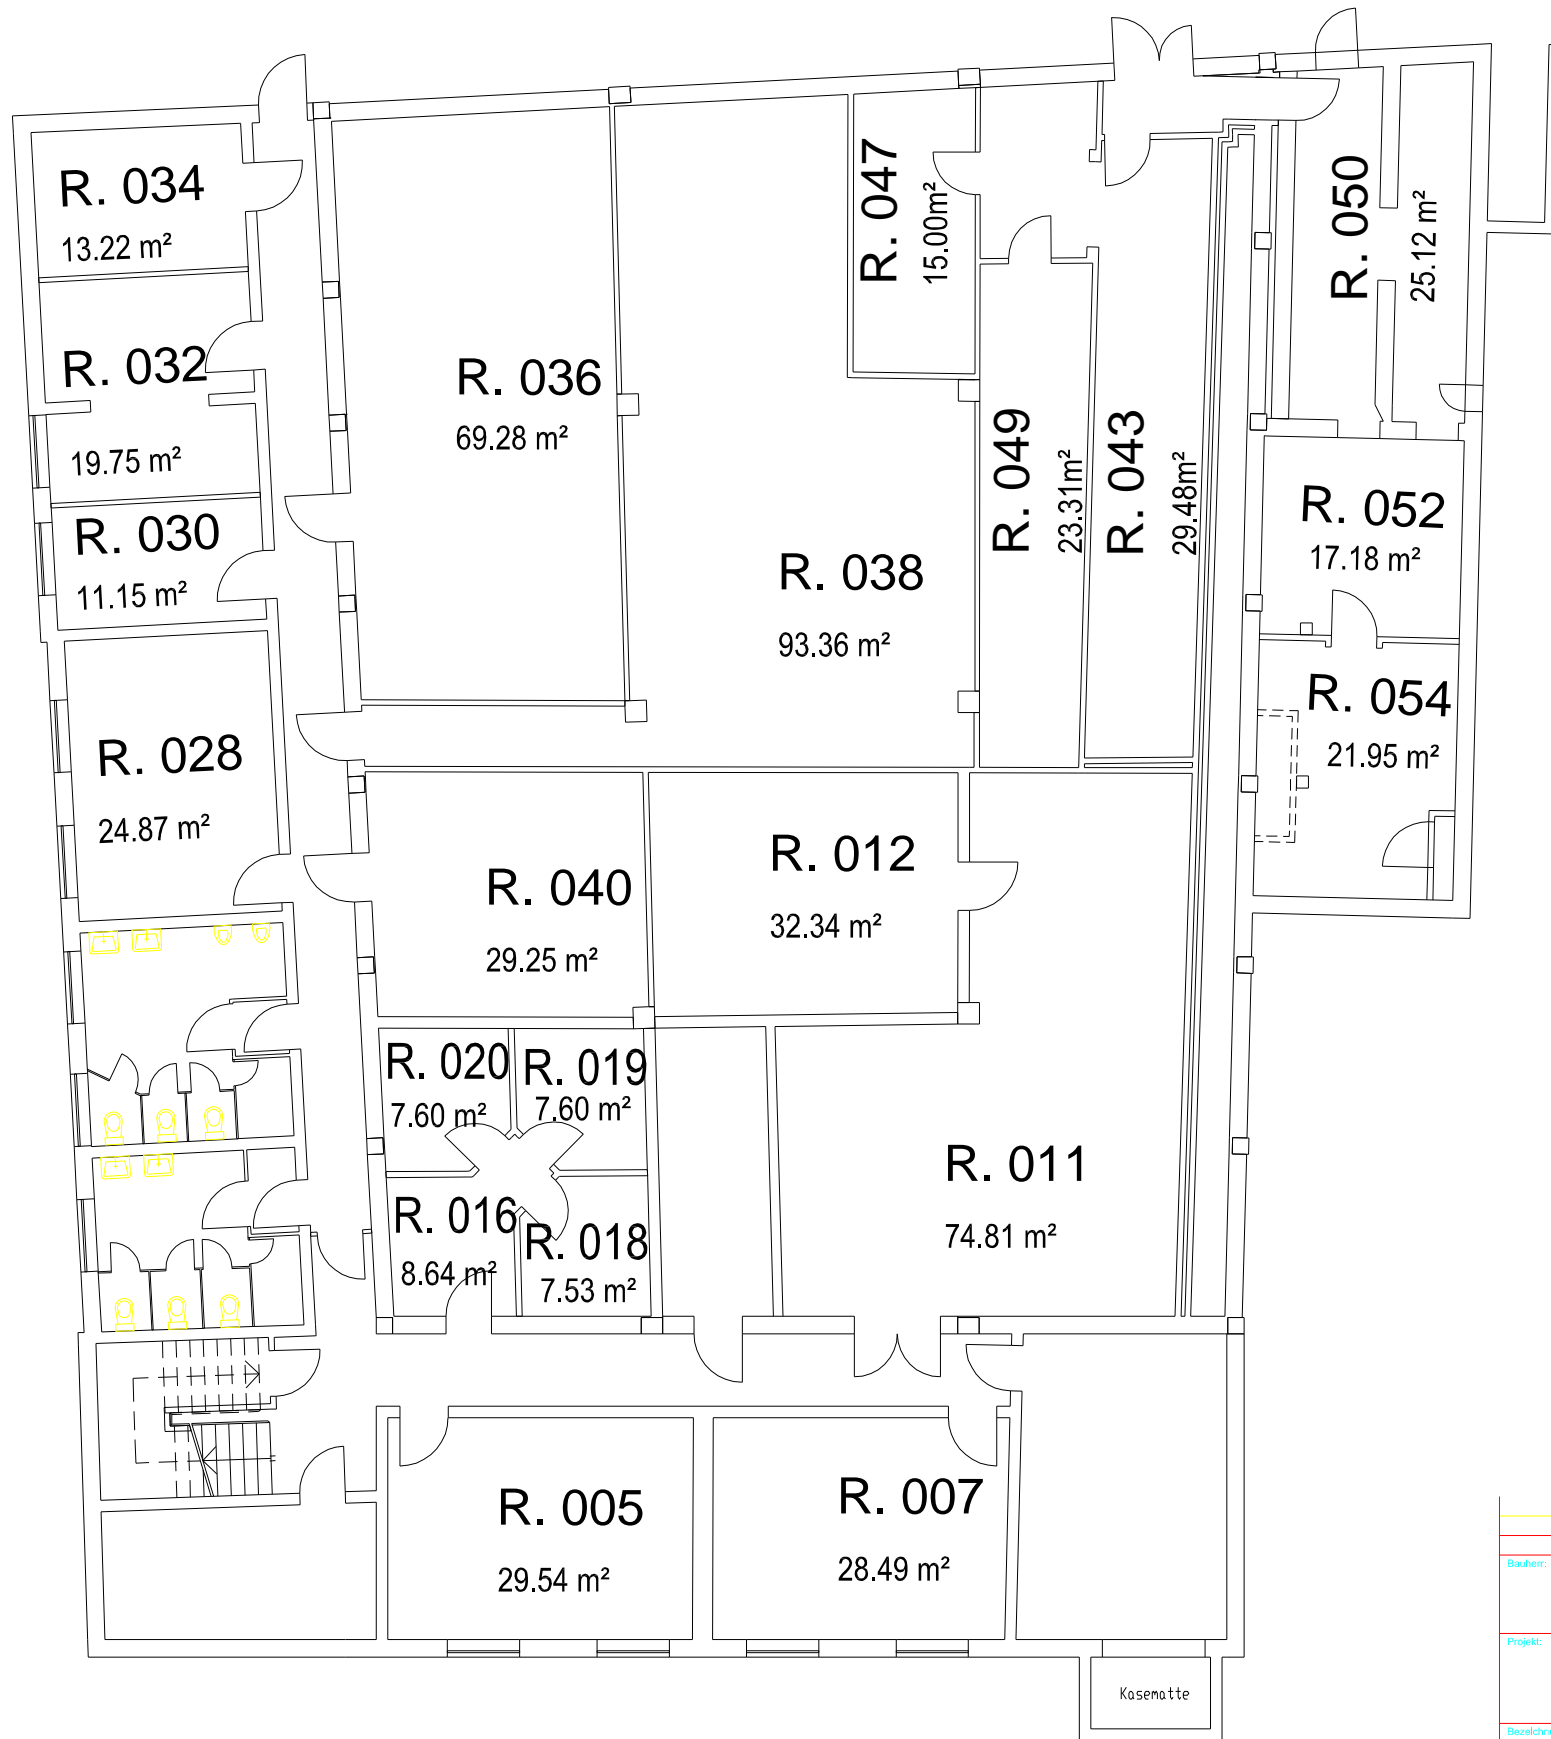 R. 034
13.22 m²
R. 032
19.75 m²
R. 030
11.15 m²
R. 028
24.87 m²
R. 036
69.28 m²
R. 038
93.36 m²
R. 047
15.00m²
R. 049
23.31m²
R. 043
29.48m²
R. 050
25.12 m²
R. 052
17.18 m²
R. 054
21.95 m²
R. 040
29.25 m²
R. 012
32.34 m²
R. 020
7.60 m²
R. 019
7.60 m²
R. 016
8.64 m²
R. 018
7.53 m²
R. 011
74.81 m²
R. 005
29.54 m²
R. 007
28.49 m²
Kasematte
Bauherr:
Projekt: